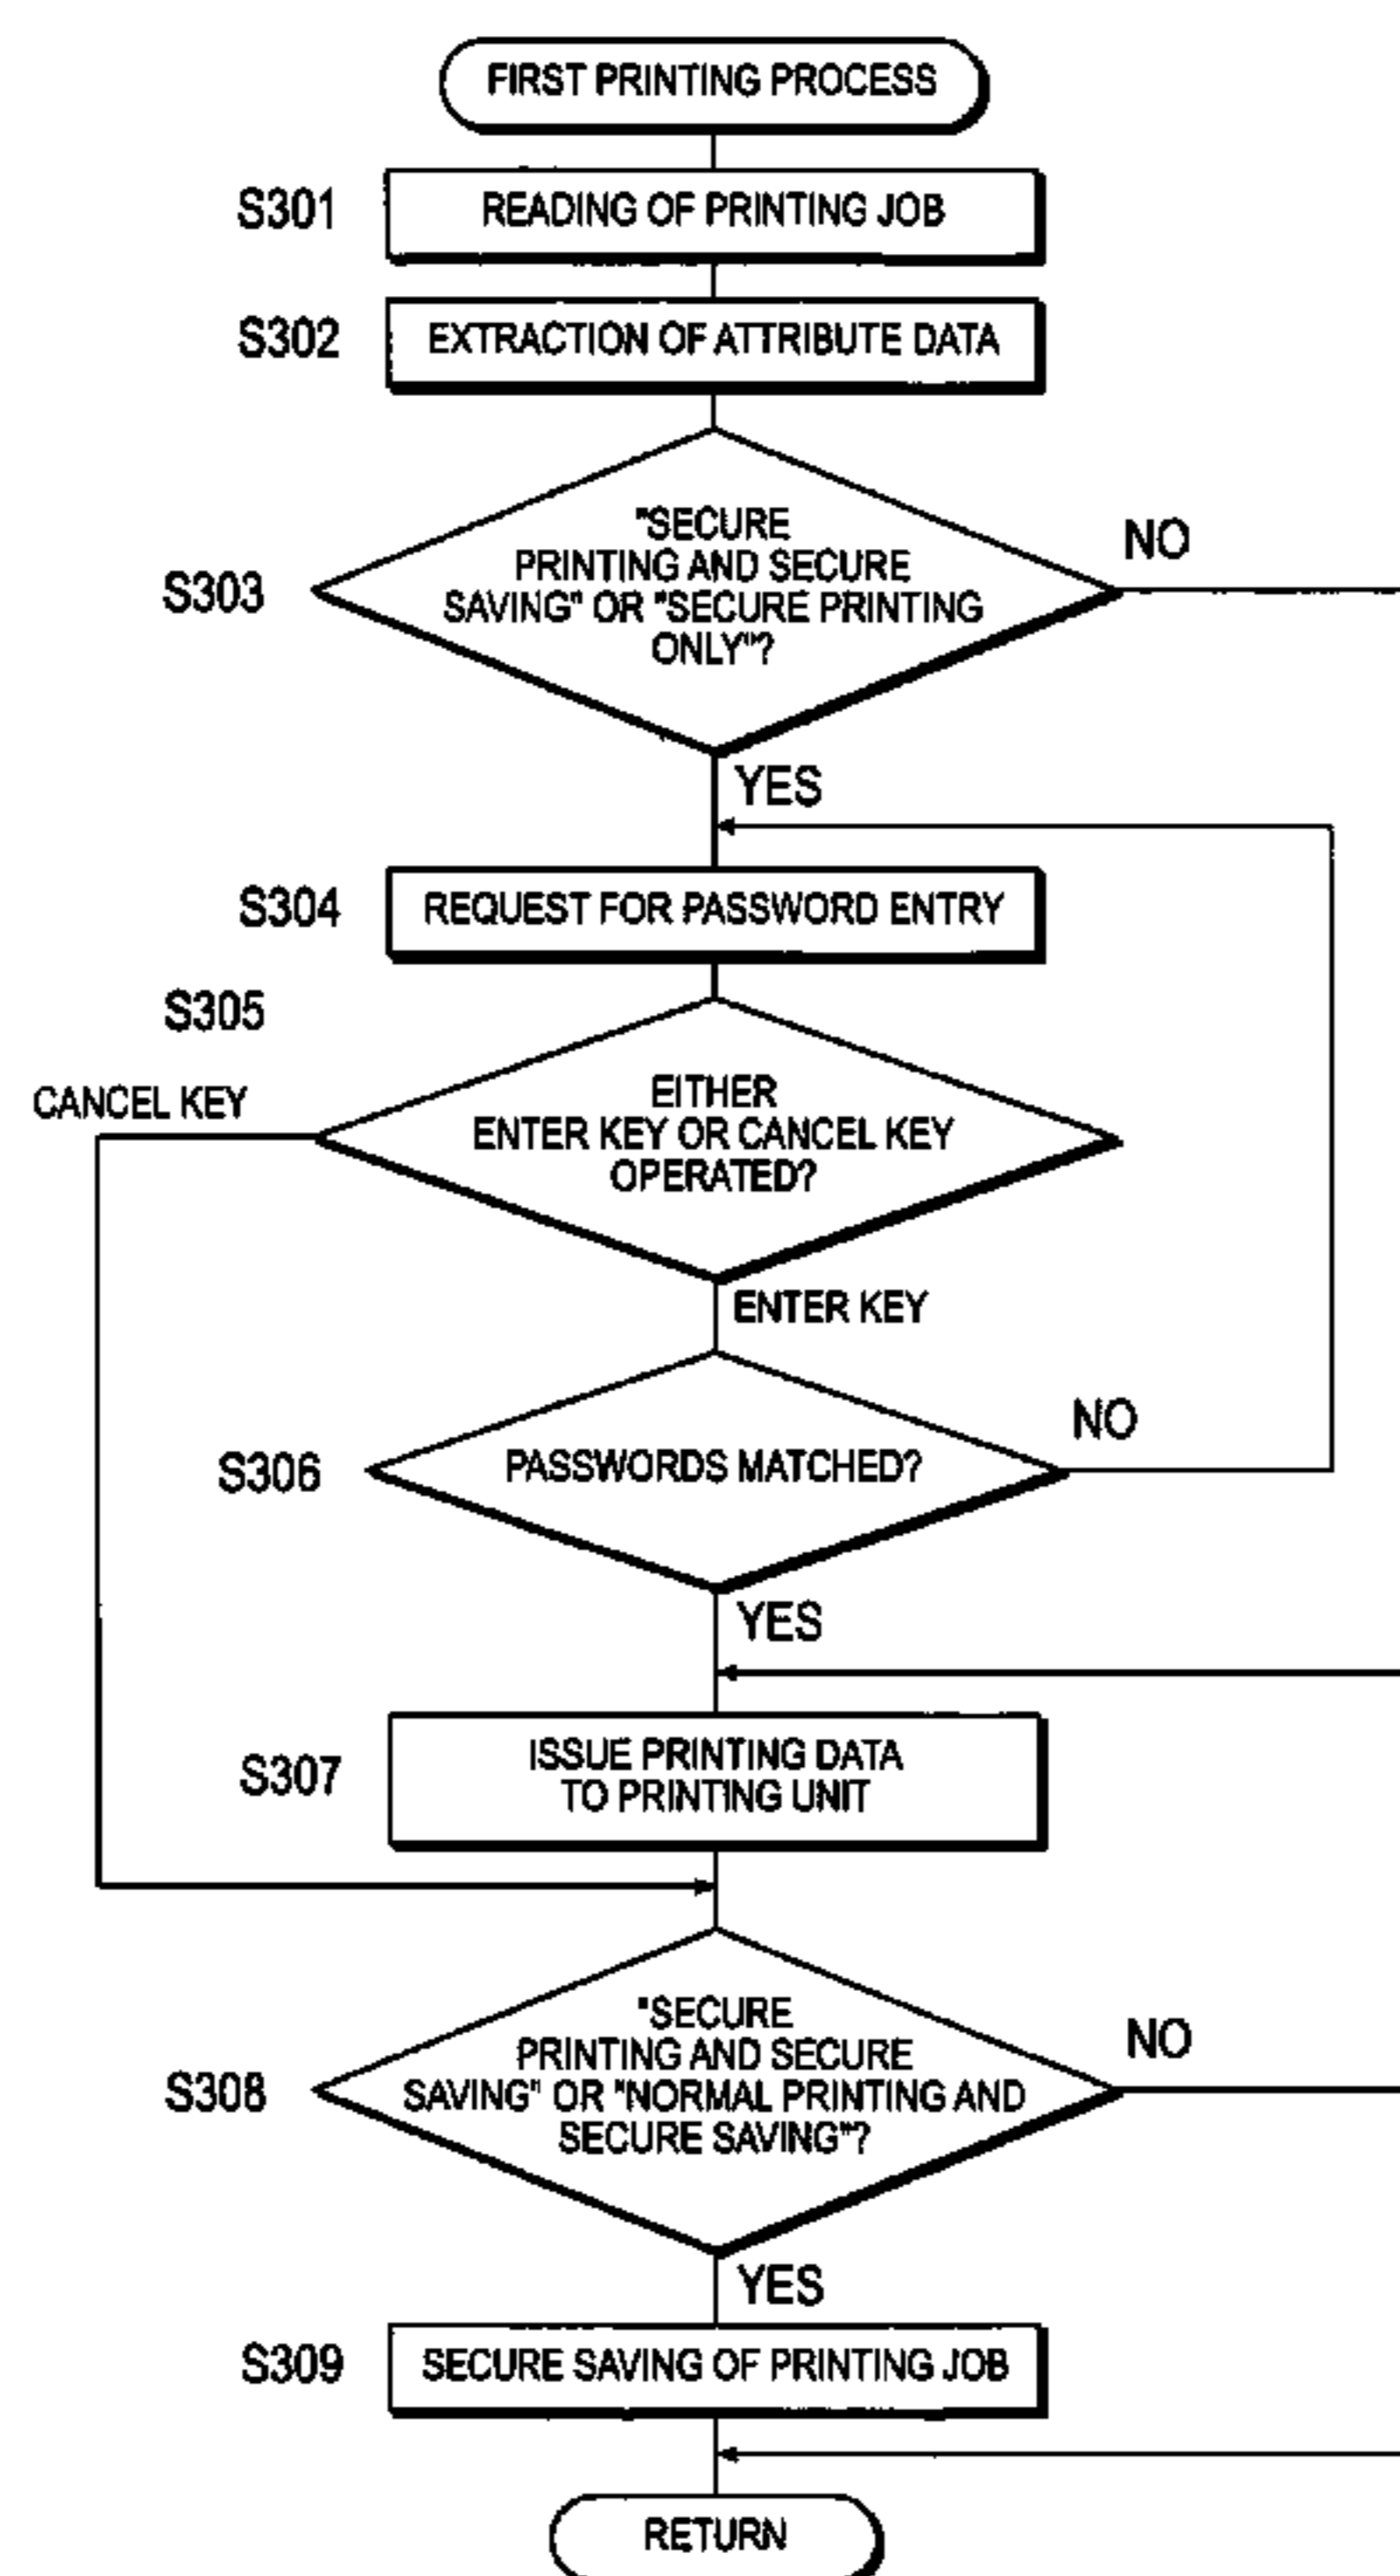 FIRST PRINTING PROCESS
S301
READING OF PRINTING JOB
S302
EXTRACTION OF ATTRIBUTE DATA
S303
"SECURE
PRINTING AND SECURE
SAVING" OR "SECURE PRINTING
ONLY"?
NO
YES
S304
REQUEST FOR PASSWORD ENTRY
S305
CANCEL KEY
EITHER
ENTER KEY OR CANCEL KEY
OPERATED?
ENTER KEY
S306
PASSWORDS MATCHED?
NO
YES
S307
ISSUE PRINTING DATA
TO PRINTING UNIT
S308
"SECURE
PRINTING AND SECURE
SAVING" OR "NORMAL PRINTING AND
SECURE SAVING"?
NO
YES
S309
SECURE SAVING OF PRINTING JOB
RETURN